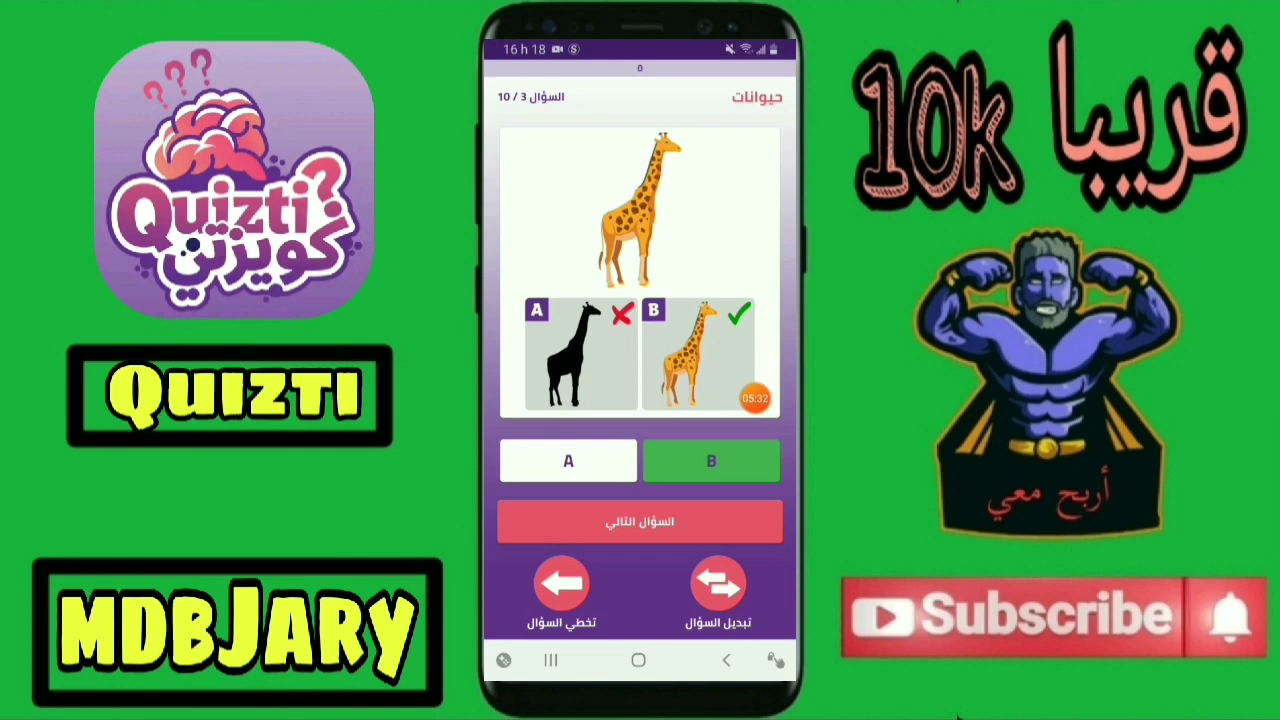 ???
Quizti?
كويزتي
Quizti
mdbJary
16 h 18
0
السؤال 3 / 10
حيوانات
A
B
05:32
A
B
السؤال التالي
تخطي السؤال
تبديل السؤال
قريبا 10k
أربح معي
Subscribe